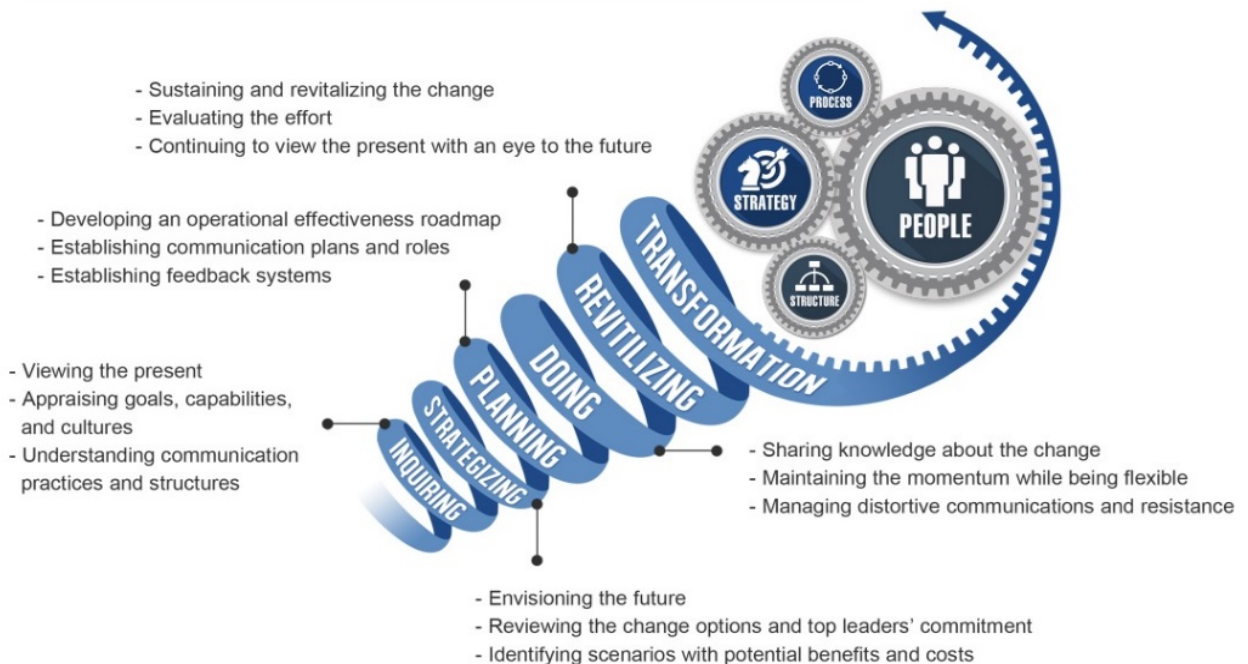 - Sustaining and revitalizing the change
- Evaluating the effort
- Continuing to view the present with an eye to the future
PROCESS
STRATEGY
PEOPLE
STRUCTURE
- Developing an operational effectiveness roadmap
- Establishing communication plans and roles
- Establishing feedback systems
TRANSFORMATION
REVITILIZING
DOING
PLANNING
STRATEGIZING
INQUIRING
- Viewing the present
- Appraising goals, capabilities,
and cultures
- Understanding communication
practices and structures
- Sharing knowledge about the change
- Maintaining the momentum while being flexible
- Managing distortive communications and resistance
- Envisioning the future
- Reviewing the change options and top leaders’ commitment
- Identifying scenarios with potential benefits and costs